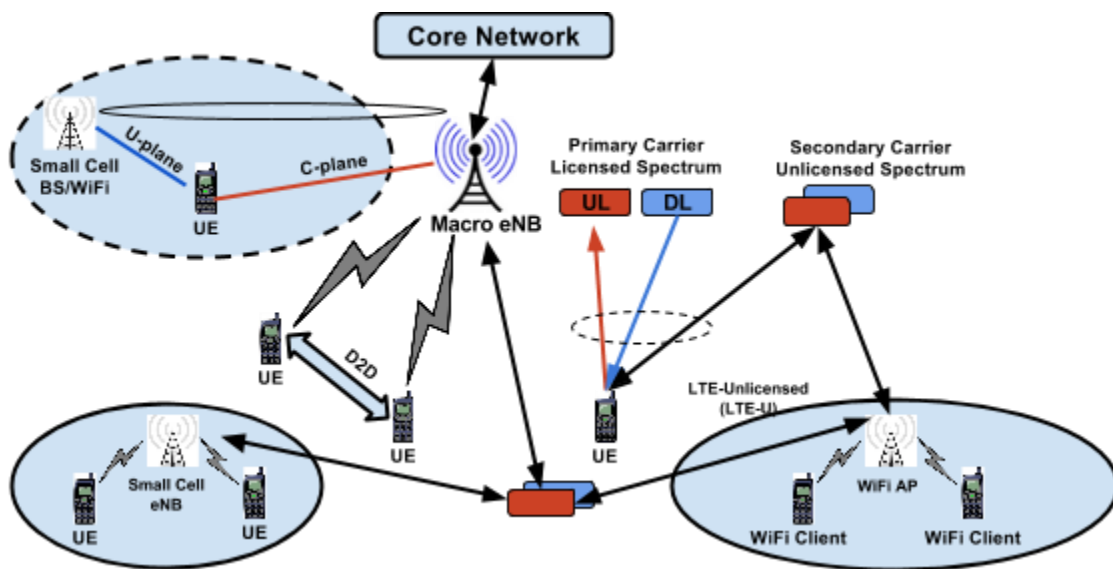 Core Network
Small Cell
BS/WiFi
U-plane
UE
C-plane
Macro eNB
Primary Carrier
Licensed Spectrum
UL
DL
Secondary Carrier
Unlicensed Spectrum
UE
D2D
UE
UE
LTE-Unlicensed
(LTE-U)
Small Cell
eNB
UE
UE
WiFi AP
WiFi Client
WiFi Client